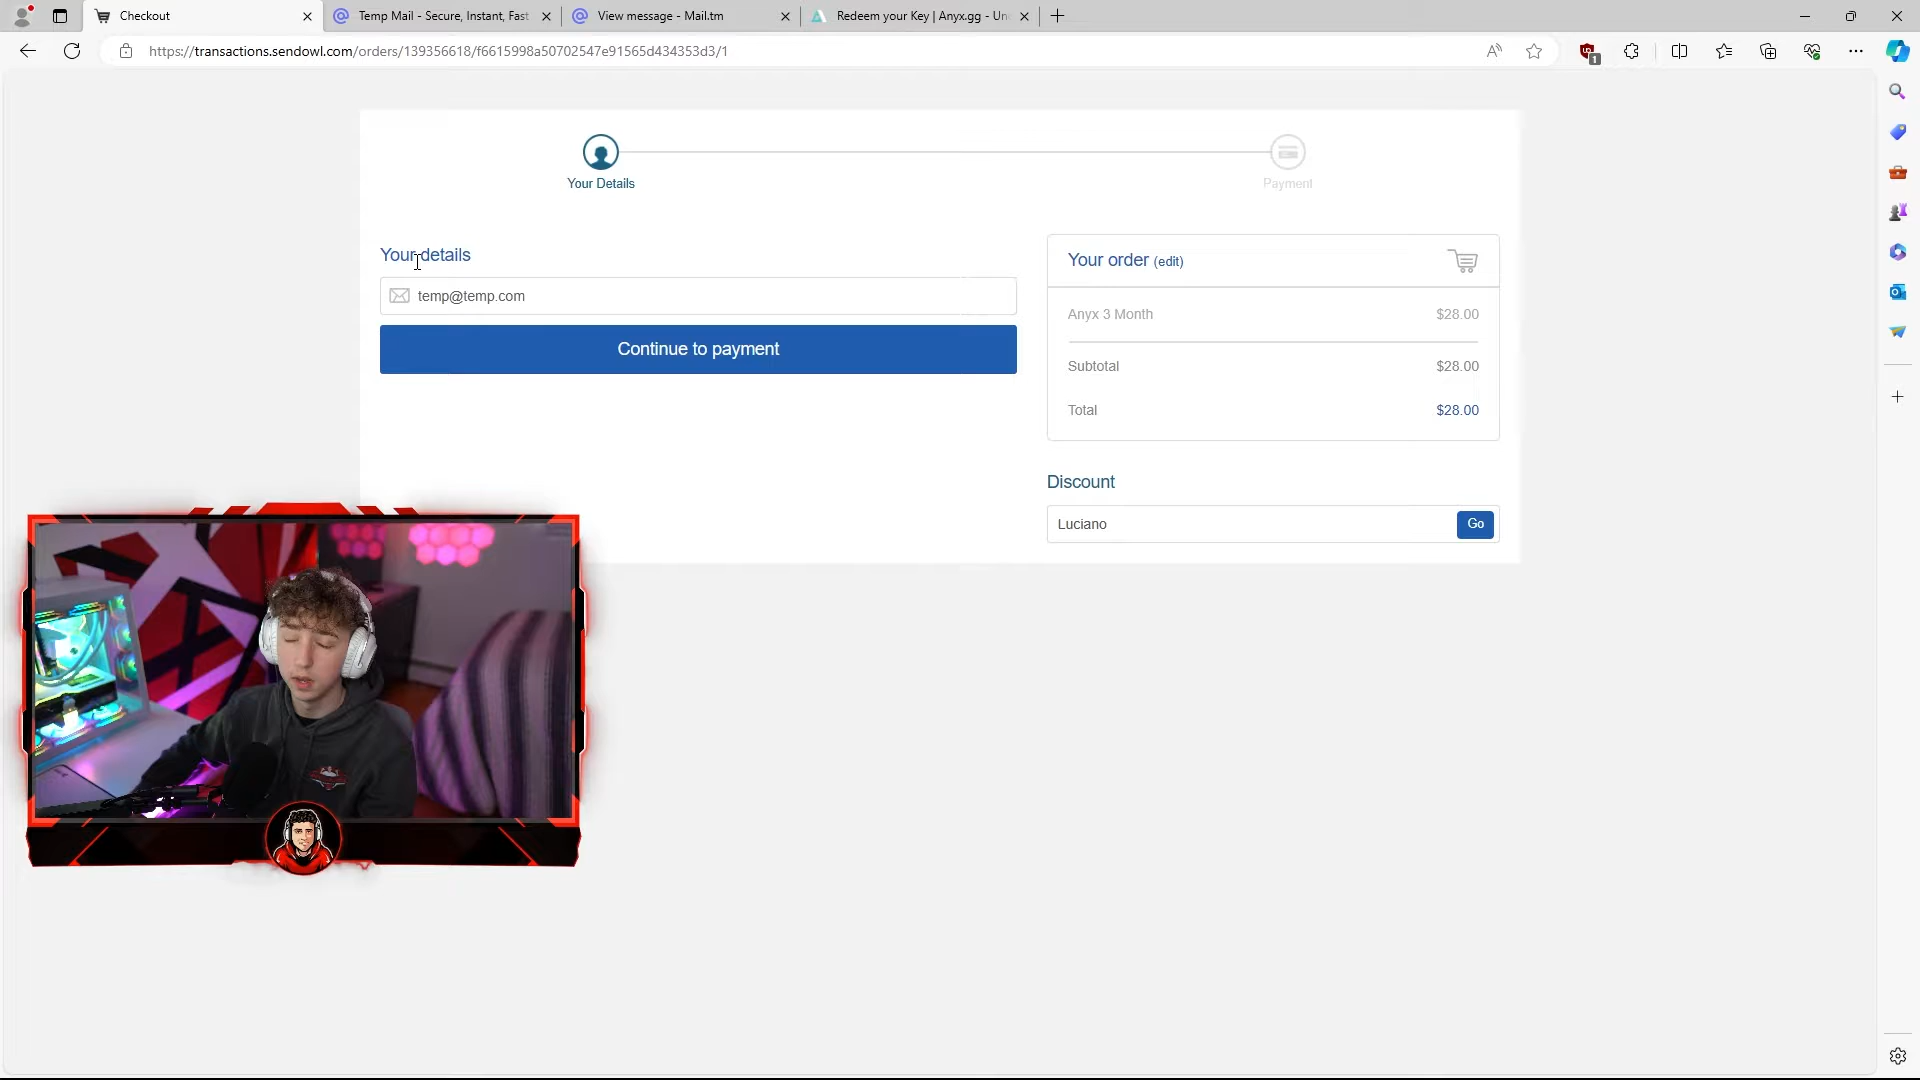 Checkout
Temp Mail - Secure, Instant, Fast
View message - Mail.tm
Redeem your Key | Anyx.gg - Un
https://transactions.sendowl.com/orders/139356618/f6615998a50702547e91565d434353d3/1
1
Your Details
Payment
Your details
temp@temp.com
Continue to payment
Your order (edit)
Anyx 3 Month $28.00
Subtotal $28.00
Total $28.00
Discount
Luciano
Go